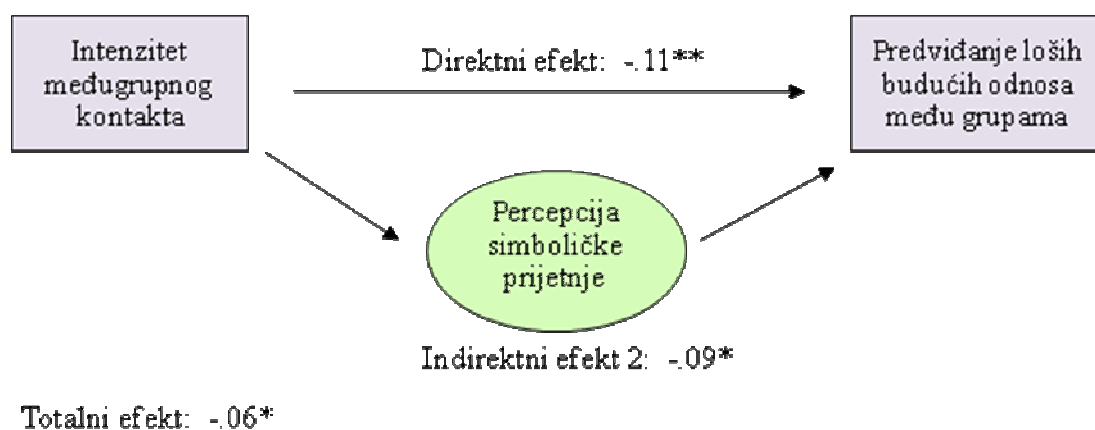 Intenzitet
međugrupnog
kontakta
Direktni efekt: -.11**
Predviđanje loših
budućih odnosa
među grupama
Percepcija
simboličke
prijetnje
Indirektni efekt 2: -.09*
Totalni efekt: -.06*